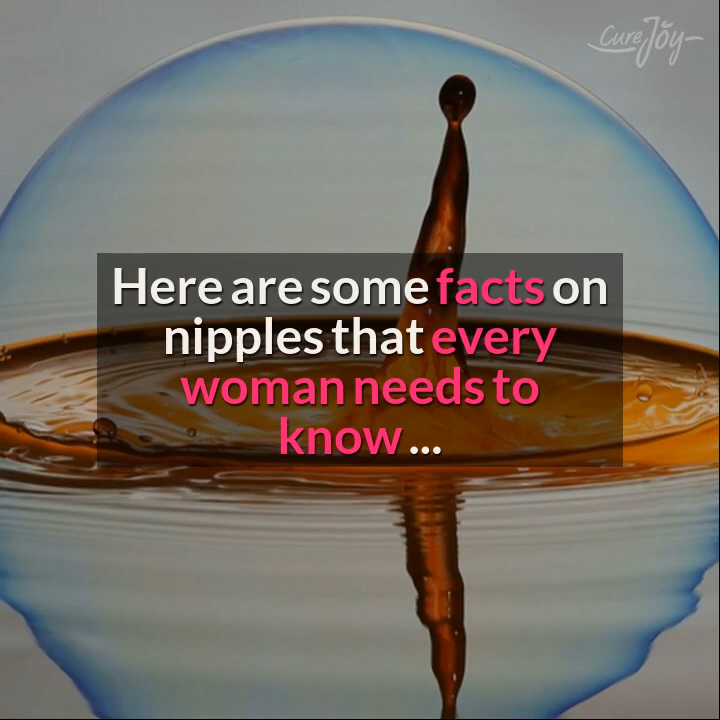 CureJoy
Here are some facts on
nipples that every
woman needs to
know ...